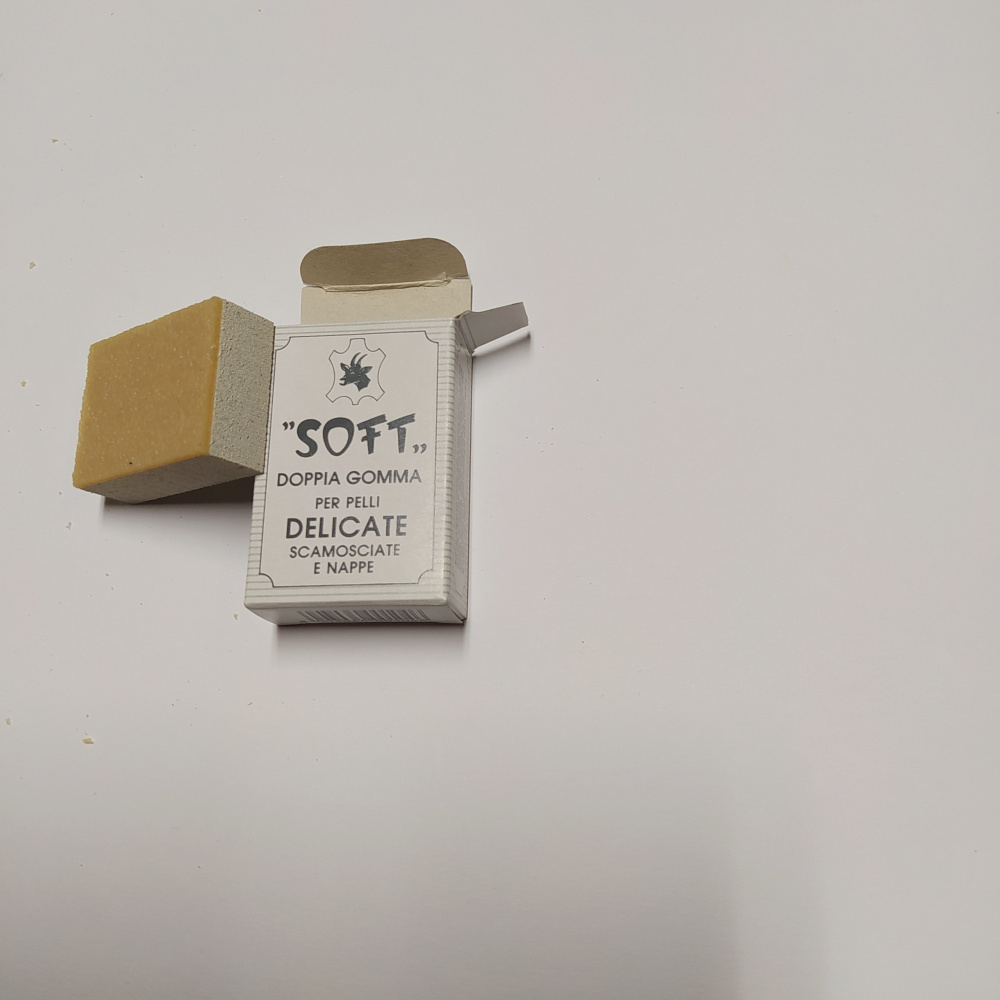 "SOFT„
DOPPIA GOMMA
PER PELLI
DELICATE
SCAMOSCIATE
E NAPPE